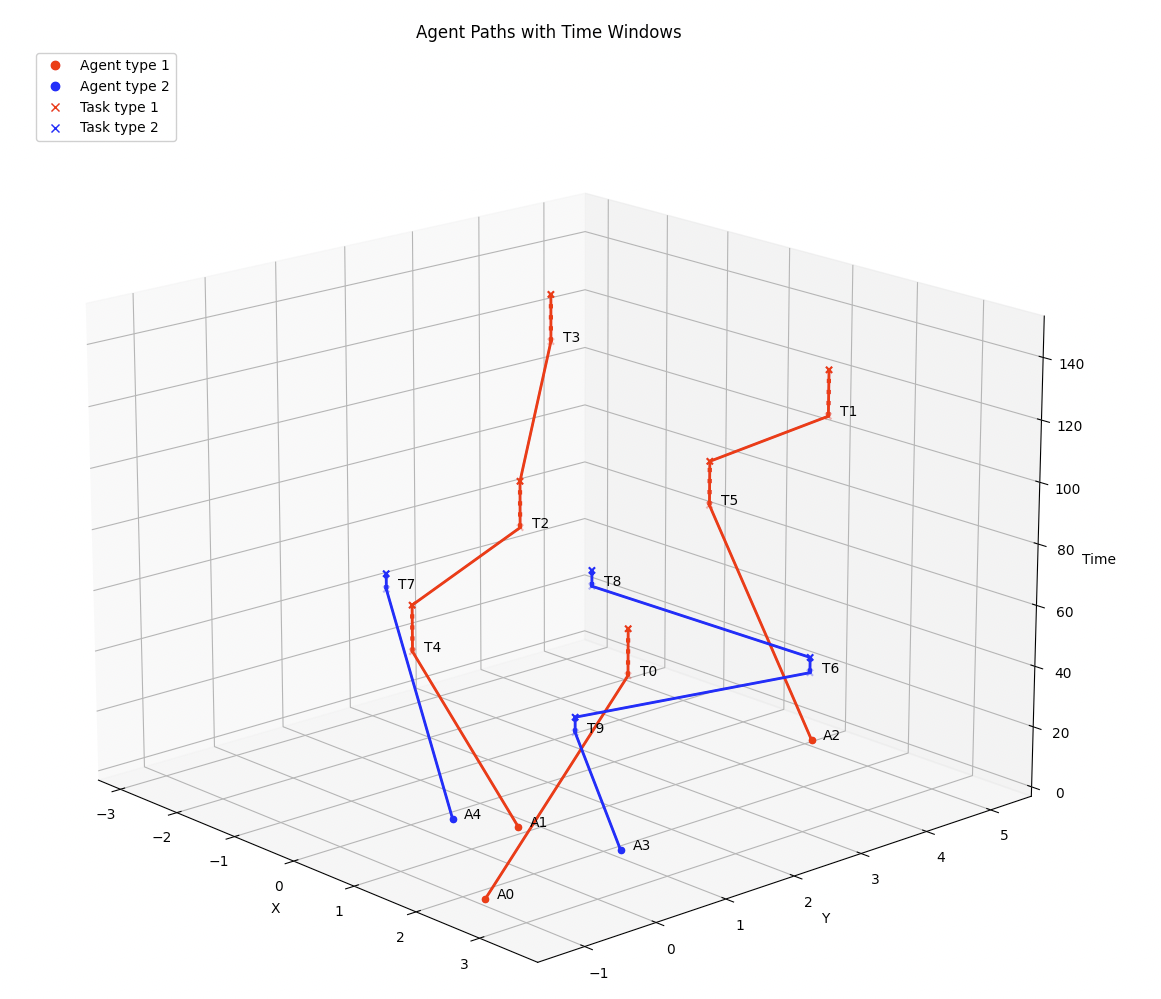 Agent Paths with Time Windows
Agent type 1
Agent type 2
Task type 1
Task type 2
T3
T1
T5
T2
T7
T8
T4
T0
T6
T9
A2
A4
A1
A3
A0
140
120
100
80
60
40
20
0
Time
−3
−2
−1
0
1
2
3
X
−1
0
1
2
3
4
5
Y